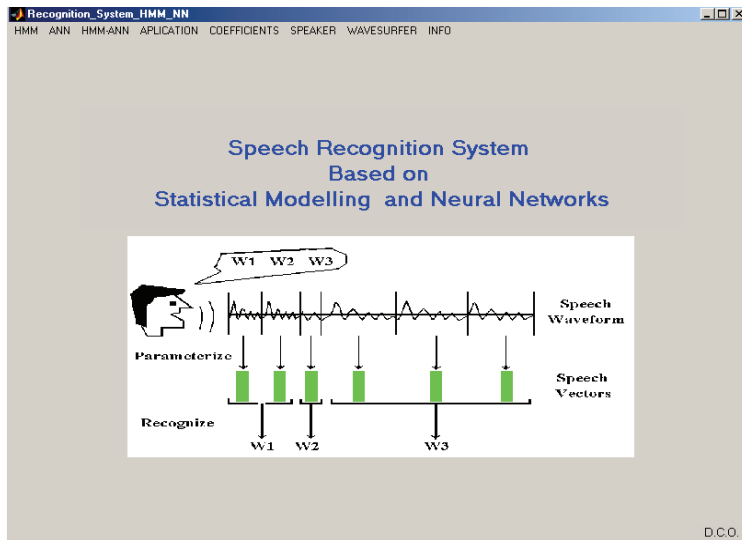 Recognition_System_HMM_NN
HMM ANN HMM-ANN APLICATION COEFFICIENTS SPEAKER WAVESURFER INFO
Speech Recognition System
Based on
Statistical Modelling and Neural Networks
W1 W2 W3
Speech
Waveform
Parameterize
Speech
Vectors
Recognize
W1 W2 W3
D.C.O.